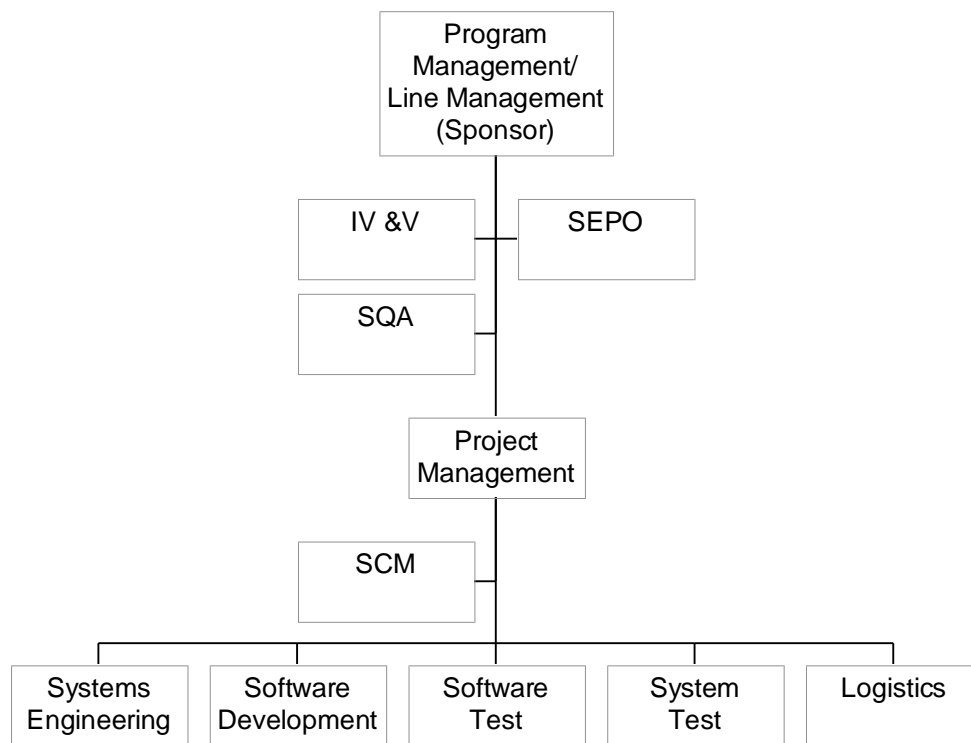 Program
Management/
Line Management
(Sponsor)
IV &V
SEPO
SQA
Project
Management
SCM
Systems
Engineering
Software
Development
Software
Test
System
Test
Logistics